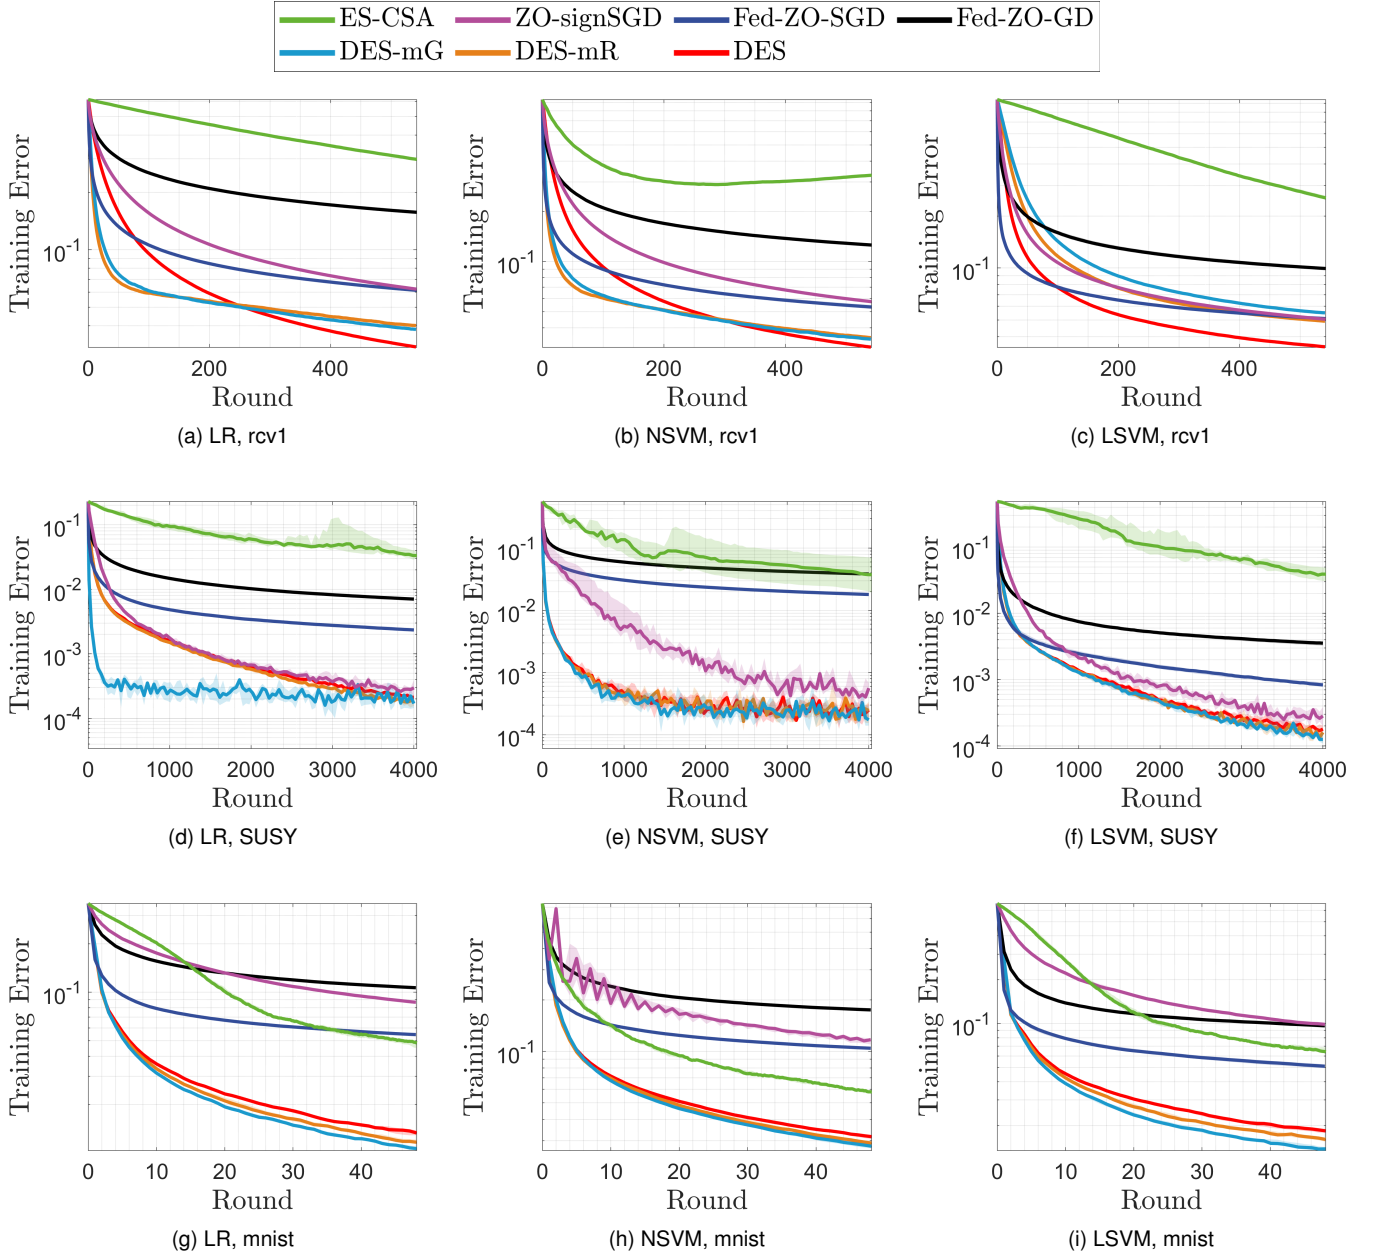 ES-CSA ZO-signSGD Fed-ZO-SGD Fed-ZO-GD
DES-mG DES-mR DES
Training Error
10^-1
0 200 400
Round
(a) LR, rcv1
Training Error
10^-1
0 200 400
Round
(b) NSVM, rcv1
Training Error
10^-1
0 200 400
Round
(c) LSVM, rcv1
Training Error
10^-1
10^-2
10^-3
10^-4
0 1000 2000 3000 4000
Round
(d) LR, SUSY
Training Error
10^-1
10^-2
10^-3
10^-4
0 1000 2000 3000 4000
Round
(e) NSVM, SUSY
Training Error
10^-1
10^-2
10^-3
10^-4
0 1000 2000 3000 4000
Round
(f) LSVM, SUSY
Training Error
10^-1
0 10 20 30 40
Round
(g) LR, mnist
Training Error
10^-1
0 10 20 30 40
Round
(h) NSVM, mnist
Training Error
10^-1
0 10 20 30 40
Round
(i) LSVM, mnist